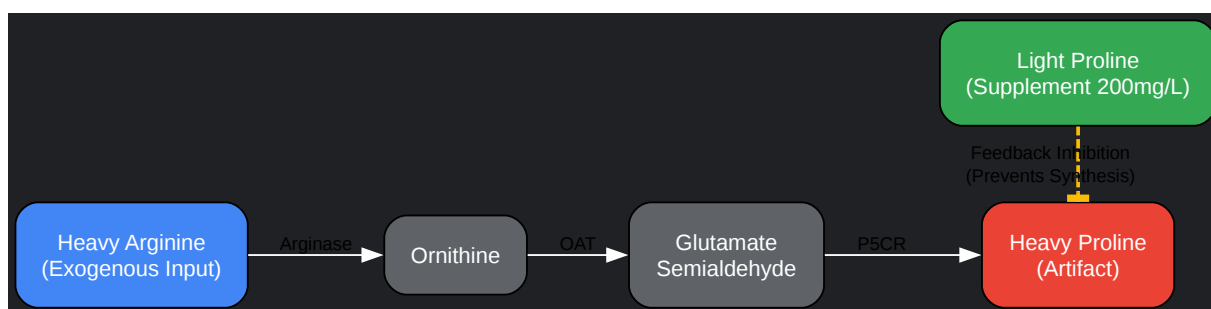 Light Proline
(Supplement 200mg/L)
Feedback Inhibition
(Prevents Synthesis)
Heavy Arginine
(Exogenous Input)
Arginase
Ornithine
OAT
Glutamate
Semialdehyde
P5CR
Heavy Proline
(Artifact)